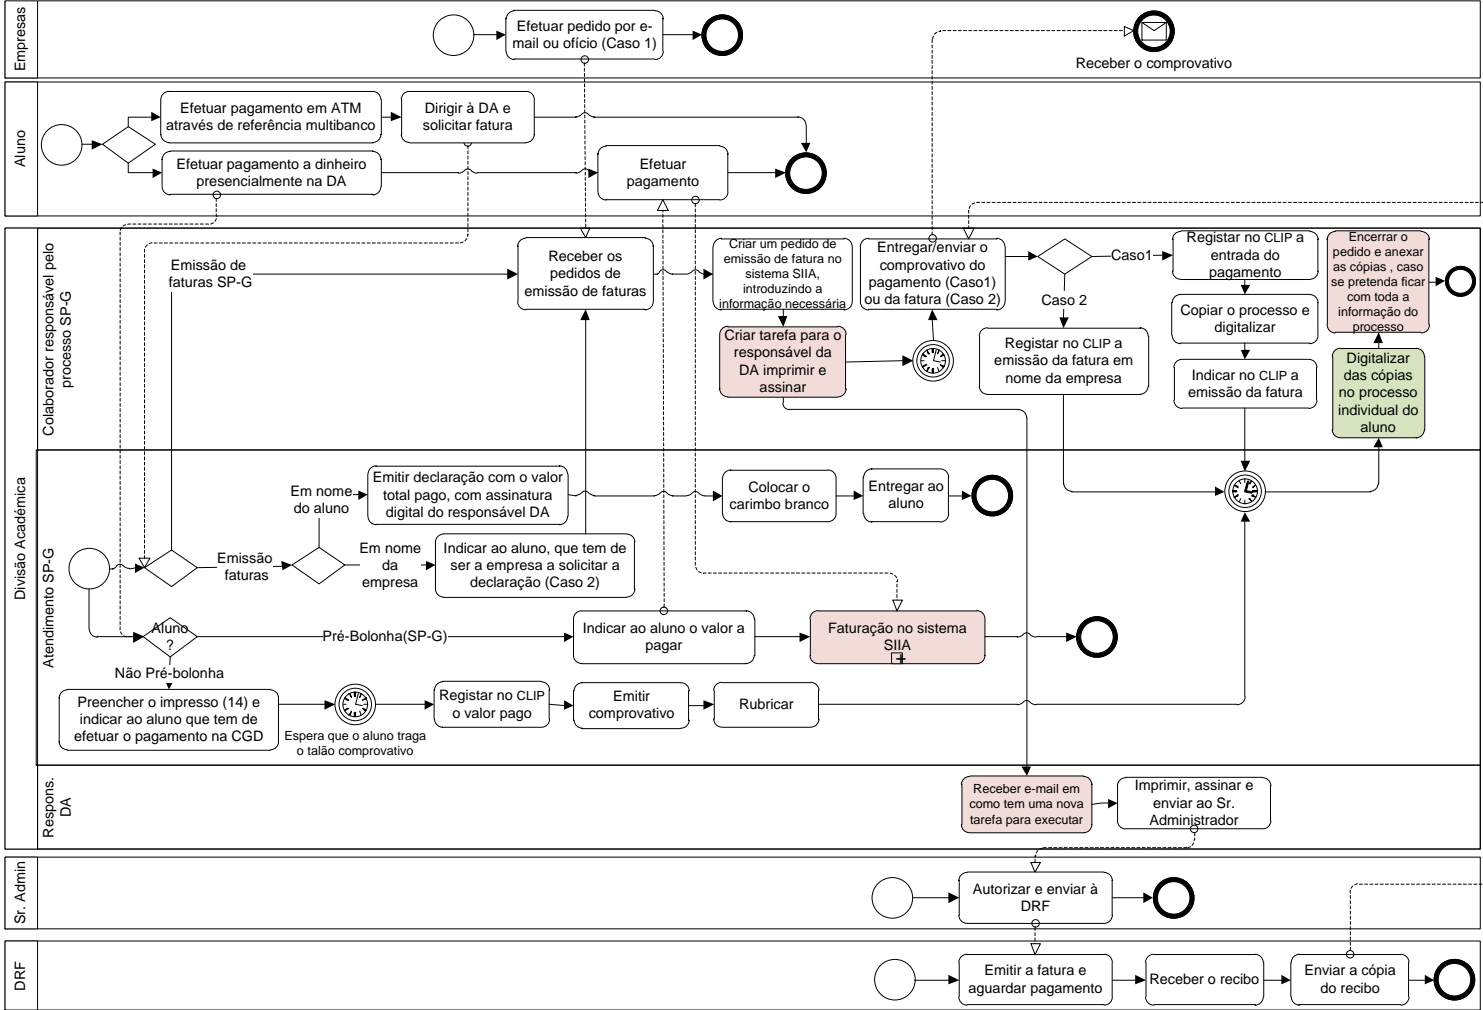 Empresas
Efetuar pedido por e-
mail ou ofício (Caso 1)
Receber o comprovativo
Aluno
Efetuar pagamento em ATM
através de referência multibanco
Dirigir à DA e
solicitar fatura
Efetuar pagamento a dinheiro
presencialmente na DA
Efetuar
pagamento
Divisão Académica
Colaborador responsável pelo
processo SP-G
Emissão de
faturas SP-G
Receber os
pedidos de
emissão de faturas
Criar um pedido de
emissão de fatura no
sistema SIIA,
introduzindo a
informação necessária
Criar tarefa para o
responsável da
DA imprimir e
assinar
Entregar/enviar o
comprovativo do
pagamento (Caso1)
ou da fatura (Caso 2)
Caso1
Caso 2
Registar no CLIP a
emissão da fatura em
nome da empresa
Registar no CLIP a
entrada do
pagamento
Copiar o processo e
digitalizar
Indicar no CLIP a
emissão da fatura
Encerrar o
pedido e anexar
as cópias , caso
se pretenda ficar
com toda a
informação do
processo
Digitalizar
das cópias
no processo
individual do
aluno
Atendimento SP-G
Emissão
faturas
Em nome
do aluno
Emitir declaração com o valor
total pago, com assinatura
digital do responsável DA
Colocar o
carimbo branco
Entregar ao
aluno
Em nome
da
empresa
Indicar ao aluno, que tem de
ser a empresa a solicitar a
declaração (Caso 2)
Aluno
?
Pré-Bolonha(SP-G)
Indicar ao aluno o valor a
pagar
Faturação no sistema
SIIA
Não Pré-bolonha
Preencher o impresso (14) e
indicar ao aluno que tem de
efetuar o pagamento na CGD
Espera que o aluno traga
o talão comprovativo
Registar no CLIP
o valor pago
Emitir
comprovativo
Rubricar
Respons.
DA
Receber e-mail em
como tem uma nova
tarefa para executar
Imprimir, assinar e
enviar ao Sr.
Administrador
Sr. Admin
Autorizar e enviar à
DRF
DRF
Emitir a fatura e
aguardar pagamento
Receber o recibo
Enviar a cópia
do recibo